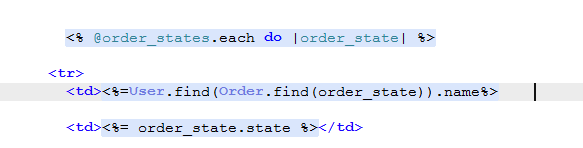 <% @order_states.each do |order_state| %>
<tr>
<td><%=User.find(Order.find(order_state)).name%>
<td><%= order_state.state %></td>